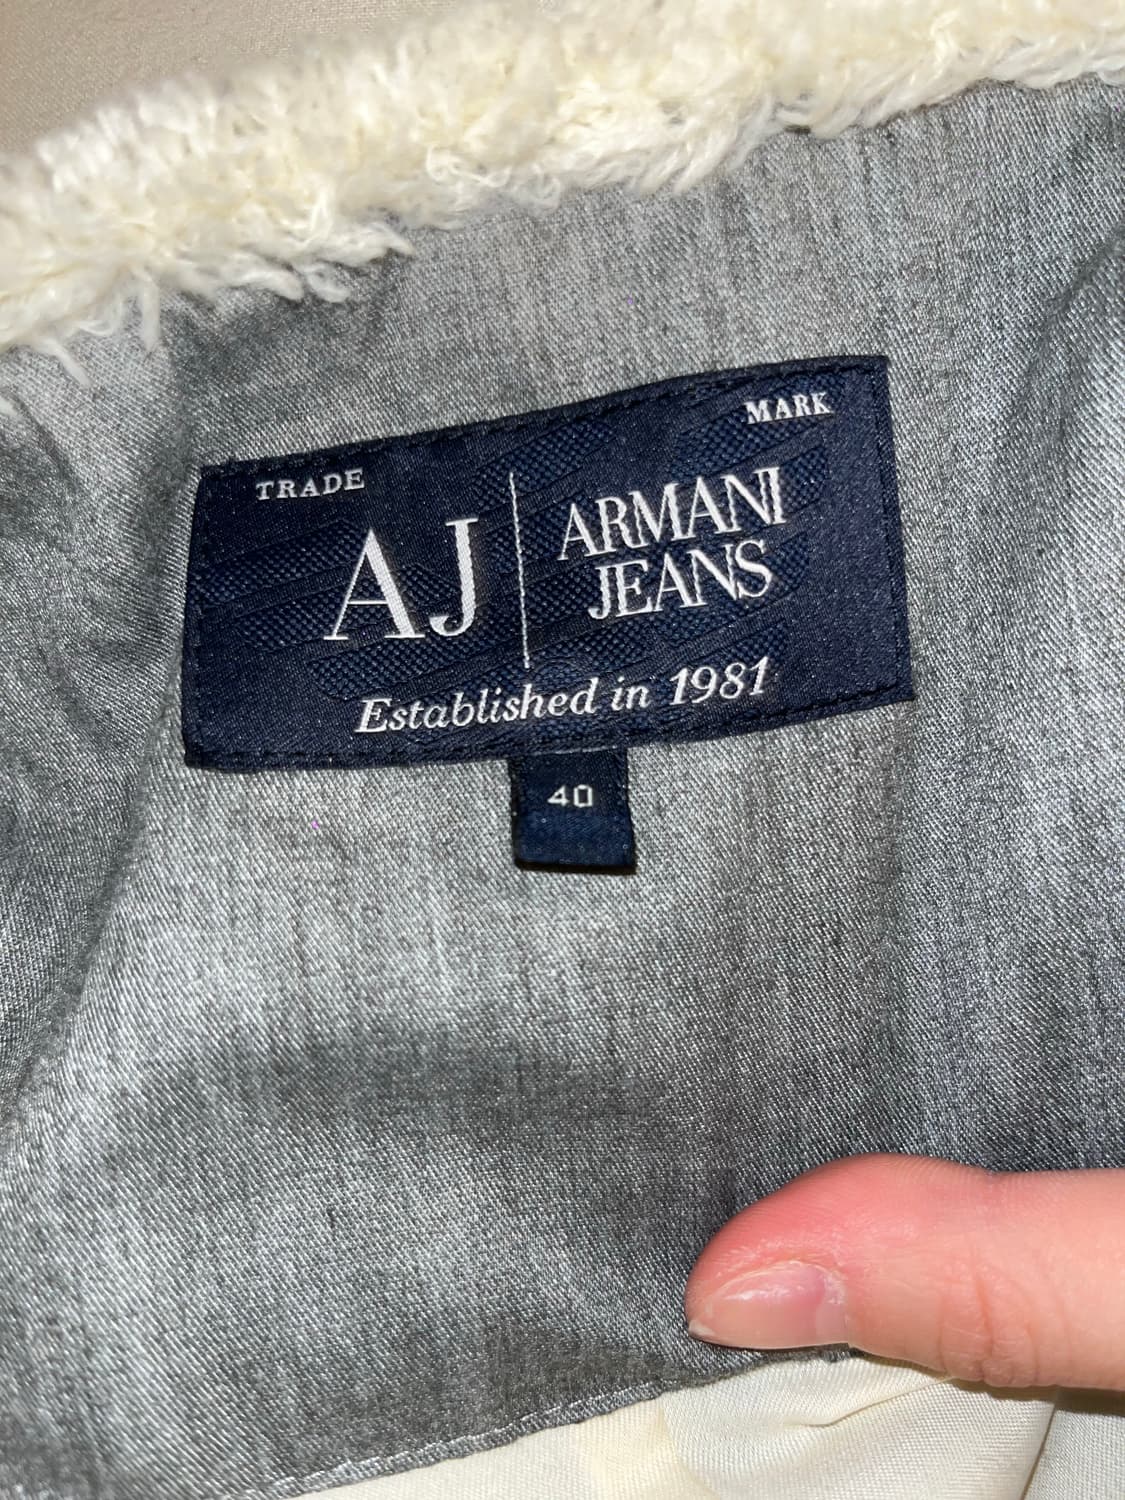 TRADE MARK
AJ ARMANI
JEANS
Established in 1981
40